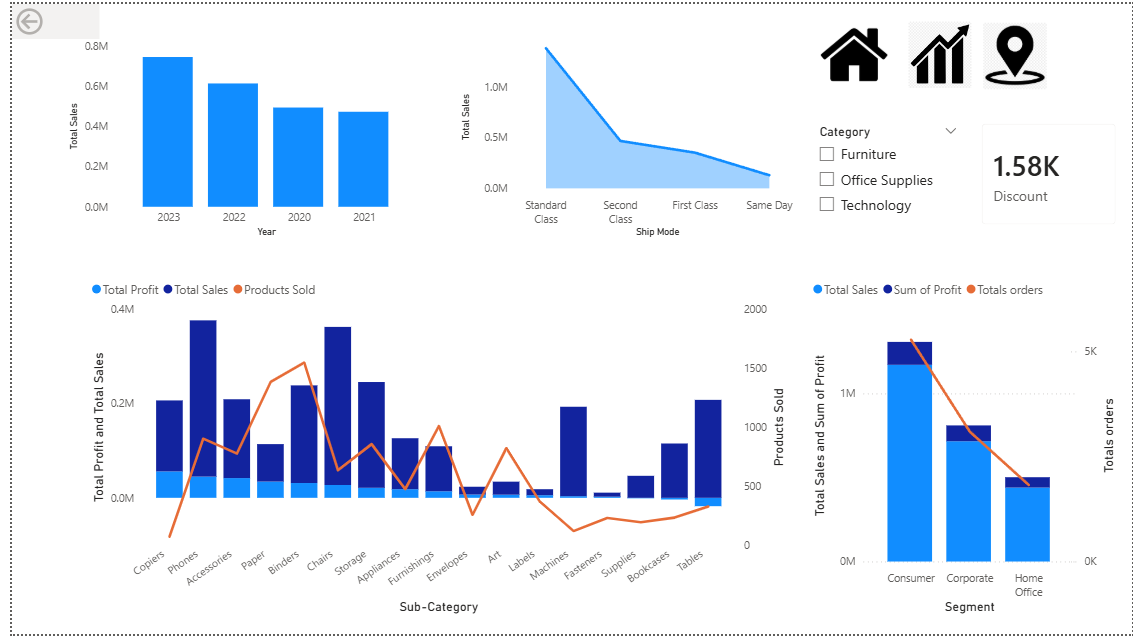 0.8M
0.6M
0.4M
0.2M
0.0M
Total Sales
2023 2022 2020 2021
Year
1.0M
0.5M
0.0M
Total Sales
Standard Class Second Class First Class Same Day
Ship Mode
Category
Furniture
Office Supplies
Technology
1.58K
Discount
Total Profit Total Sales Products Sold
0.4M
0.2M
0.0M
Total Profit and Total Sales
2000
1500
1000
500
0
Products Sold
Copiers Phones Accessories Paper Binders Chairs Storage Appliances Furnishings Envelopes Art Labels Machines Fasteners Supplies Bookcases Tables
Sub-Category
Total Sales Sum of Profit Totals orders
1M
0M
Total Sales and Sum of Profit
5K
0K
Totals orders
Consumer Corporate Home Office
Segment